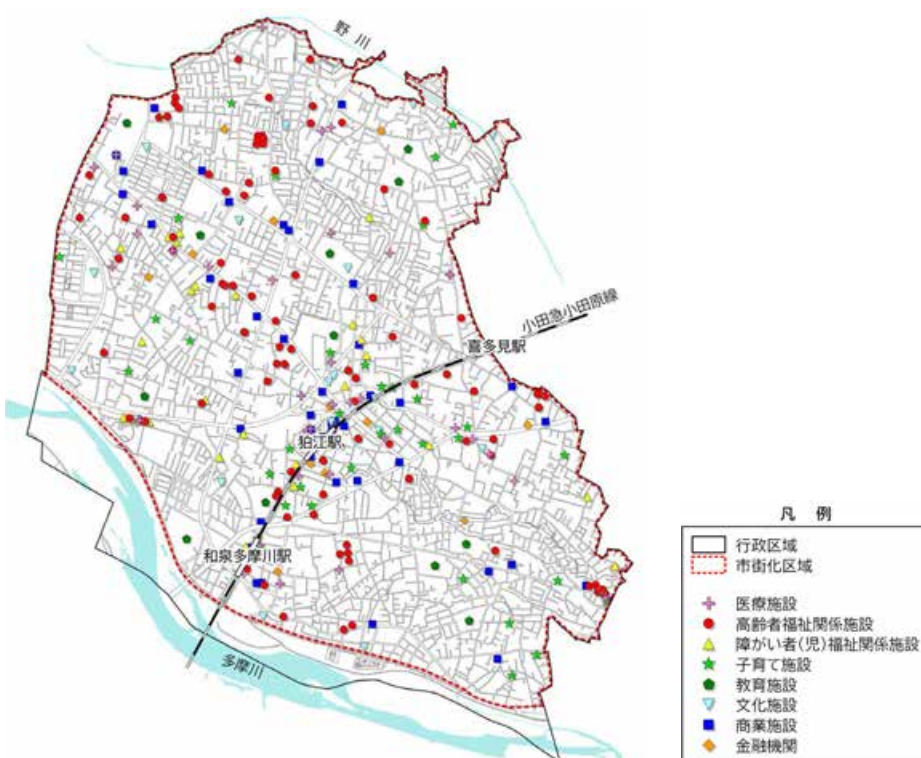 野川
小田急小田原線
喜多見駅
狛江駅
和泉多摩川駅
多摩川
凡例
行政区域
市街化区域
医療施設
高齢者福祉関係施設
障がい者(児)福祉関係施設
子育て施設
教育施設
文化施設
商業施設
金融機関